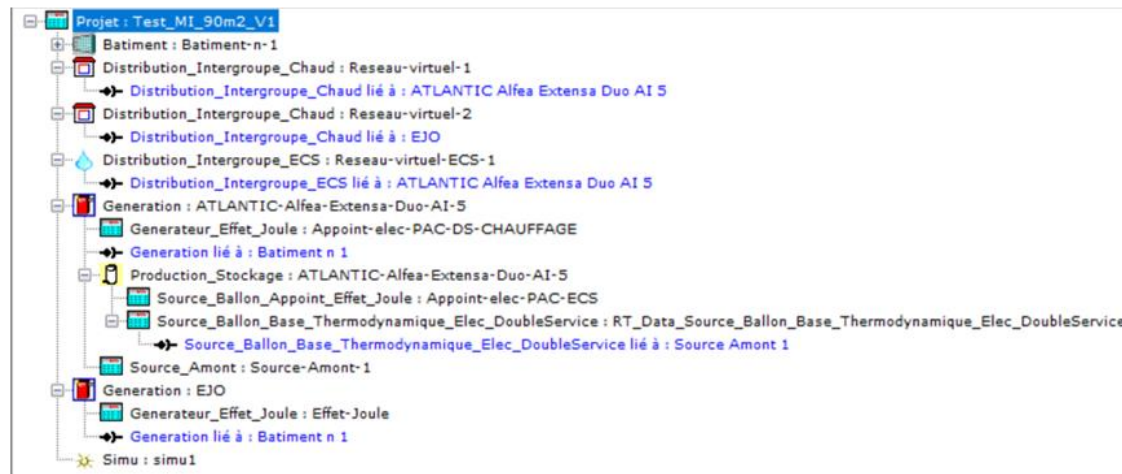 Projet : Test_MI_90m2_V1
Batiment : Batiment-n-1
Distribution_Intergroupe_Chaud : Reseau-virtuel-1
Distribution_Intergroupe_Chaud lié à : ATLANTIC Alfea Extensa Duo AI 5
Distribution_Intergroupe_Chaud : Reseau-virtuel-2
Distribution_Intergroupe_Chaud lié à : EJO
Distribution_Intergroupe_ECS : Reseau-virtuel-ECS-1
Distribution_Intergroupe_ECS lié à : ATLANTIC Alfea Extensa Duo AI 5
Generation : ATLANTIC-Alfea-Extensa-Duo-AI-5
Generateur_Effet_Joule : Appoint-elec-PAC-DS-CHAUFFAGE
Generation lié à : Batiment n 1
Production_Stockage : ATLANTIC-Alfea-Extensa-Duo-AI-5
Source_Ballon_Appoint_Effet_Joule : Appoint-elec-PAC-ECS
Source_Ballon_Base_Thermodynamique_Elec_DoubleService : RT_Data_Source_Ballon_Base_Thermodynamique_Elec_DoubleService
Source_Ballon_Base_Thermodynamique_Elec_DoubleService lié à : Source Amont 1
Source_Amont : Source-Amont-1
Generation : EJO
Generateur_Effet_Joule : Effet-Joule
Generation lié à : Batiment n 1
Simu : simu1